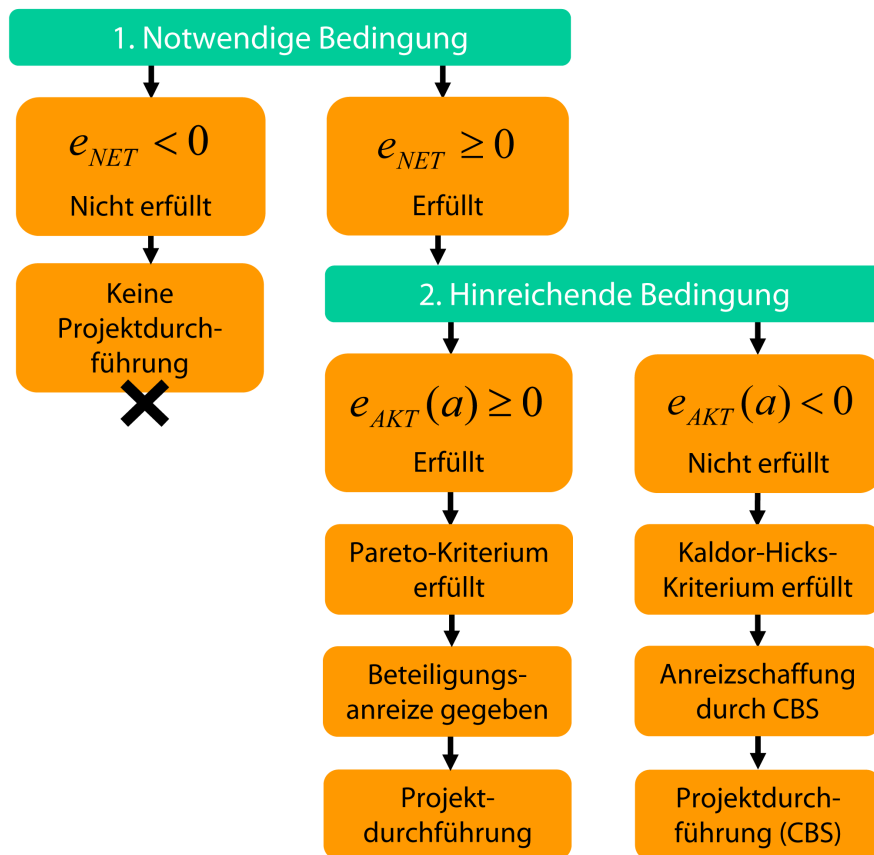 1. Notwendige Bedingung
e_NET < 0
Nicht erfüllt
e_NET ≥ 0
Erfüllt
Keine
Projektdurch-
führung
2. Hinreichende Bedingung
e_AKT (a) ≥ 0
Erfüllt
e_AKT (a) < 0
Nicht erfüllt
Pareto-Kriterium
erfüllt
Kaldor-Hicks-
Kriterium erfüllt
Beteiligungs-
anreize gegeben
Anreizschaffung
durch CBS
Projekt-
durchführung
Projektdurch-
führung (CBS)